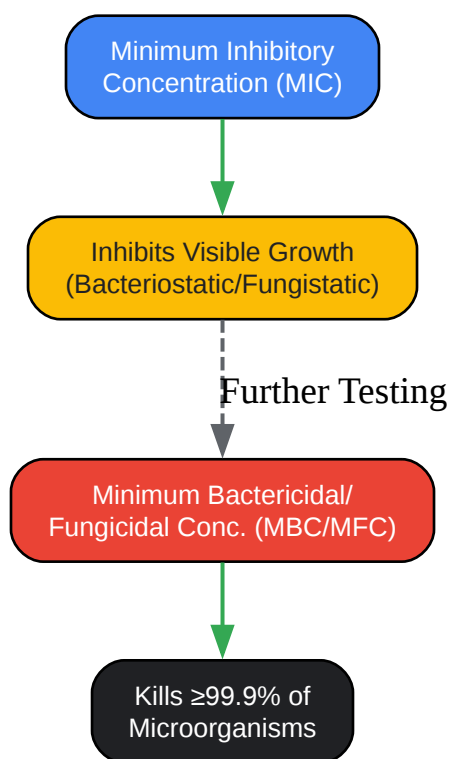 Minimum Inhibitory
Concentration (MIC)
Inhibits Visible Growth
(Bacteriostatic/Fungistatic)
Further Testing
Minimum Bactericidal/
Fungicidal Conc. (MBC/MFC)
Kills ≥99.9% of
Microorganisms